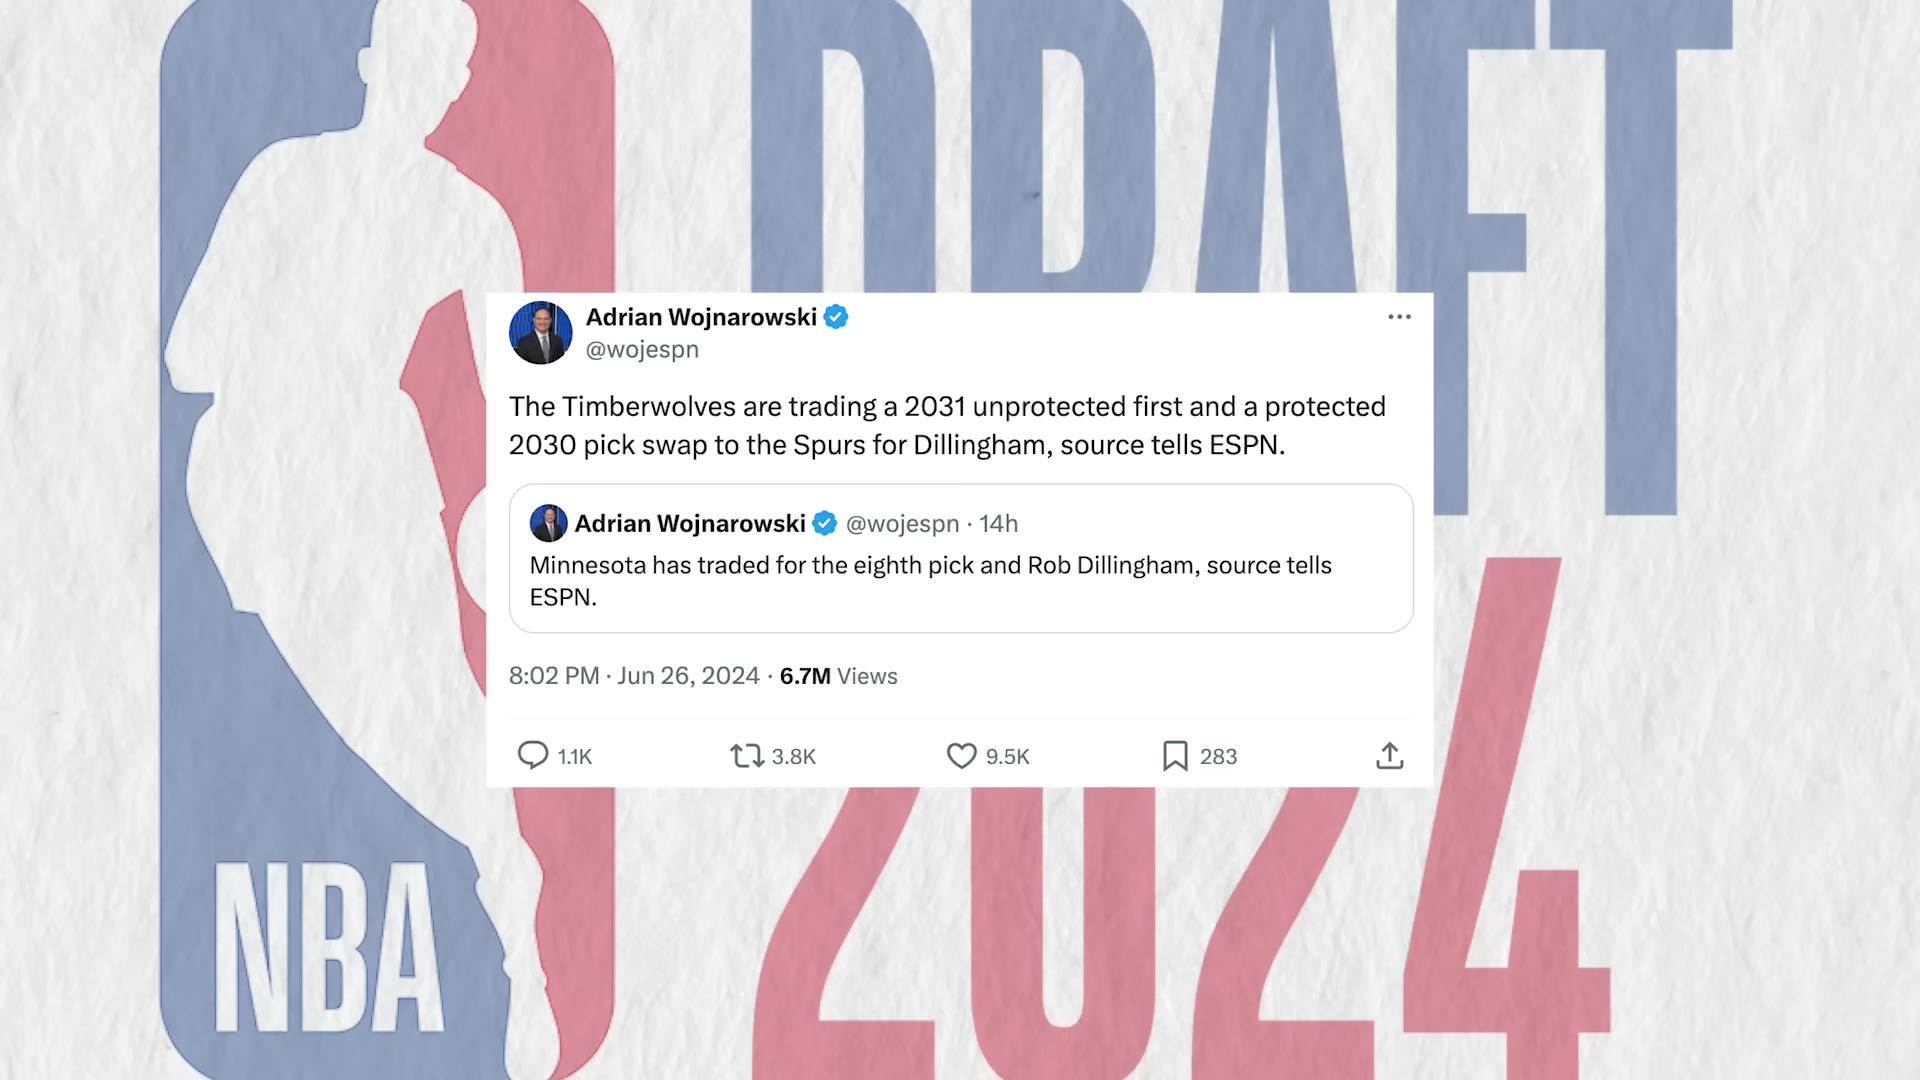 DRAFT
Adrian Wojnarowski
@wojespn
The Timberwolves are trading a 2031 unprotected first and a protected
2030 pick swap to the Spurs for Dillingham, source tells ESPN.
Adrian Wojnarowski @wojespn · 14h
Minnesota has traded for the eighth pick and Rob Dillingham, source tells
ESPN.
8:02 PM · Jun 26, 2024 · 6.7M Views
1.1K 3.8K 9.5K 283
NBA
2024